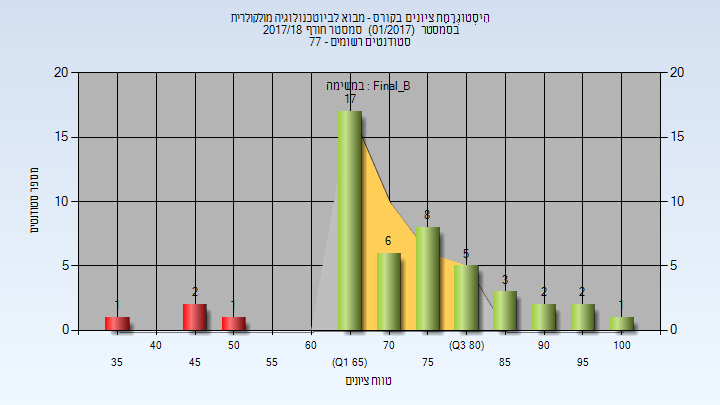 היסטוגרמת ציונים בקורס - מבוא לביוטכנולוגיה מולקולרית
בסמסטר (01/2017) סמסטר חורף 2017/18
סטודנטים רשומים - 77
במשימה : Final_B
20 20
15 15
10 10
5 5
0 0
מספר סטודנטים
1 2 1 17 6 8 5 3 2 2 1
40 50 60 70 (Q3 80) 90 100
35 45 55 (Q1 65) 75 85 95
טווח ציונים